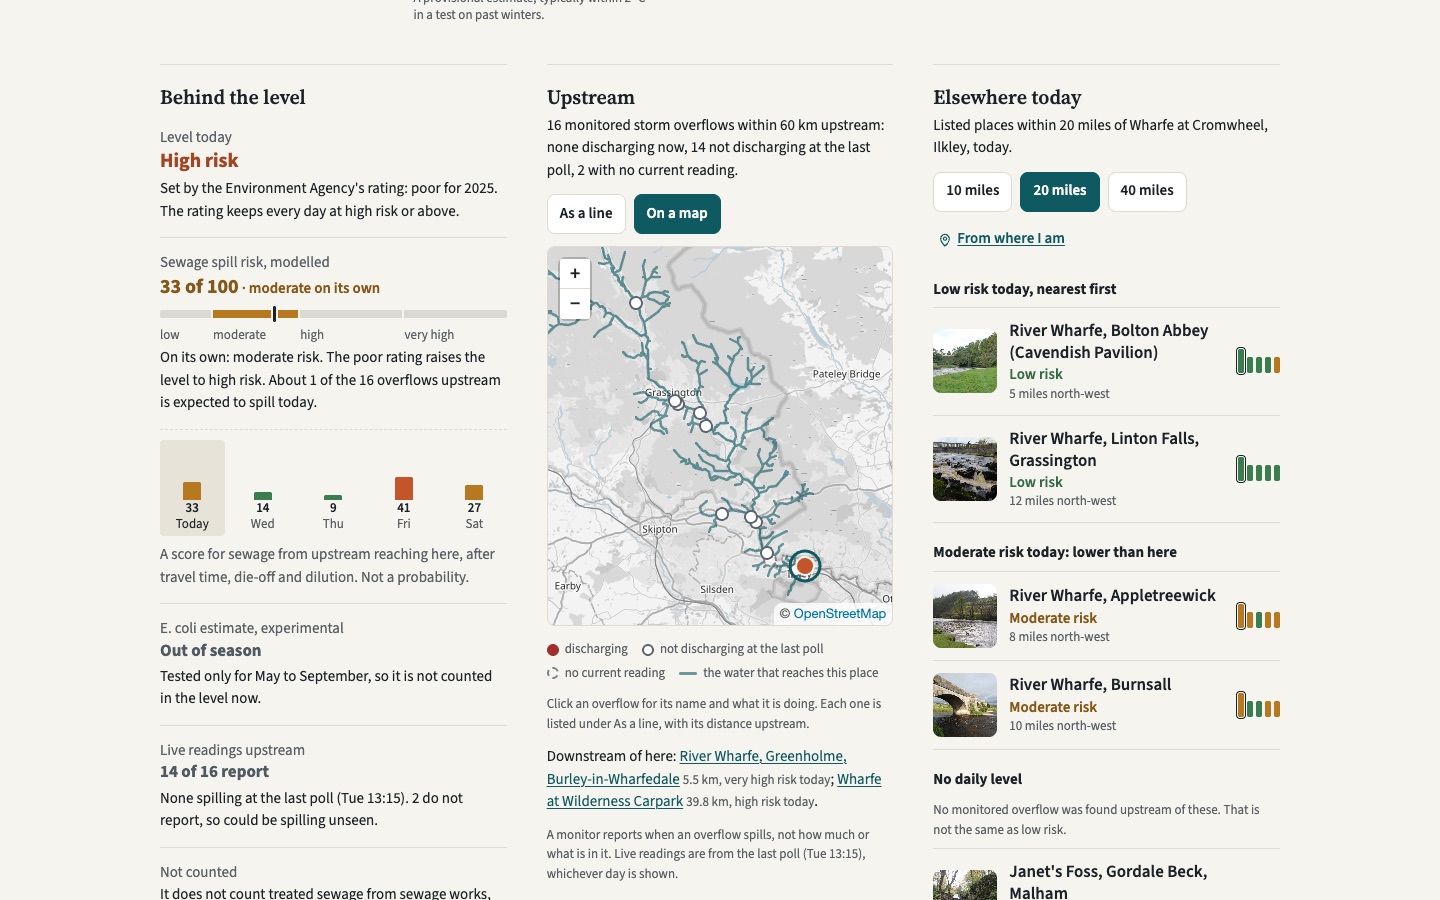 in a test on past winters.
Behind the level
Level today
High risk
Set by the Environment Agency's rating: poor for 2025.
The rating keeps every day at high risk or above.
Sewage spill risk, modelled
33 of 100 · moderate on its own
low moderate high very high
On its own: moderate risk. The poor rating raises the
level to high risk. About 1 of the 16 overflows upstream
is expected to spill today.
33 14 9 41 27
Today Wed Thu Fri Sat
A score for sewage from upstream reaching here, after
travel time, die-off and dilution. Not a probability.
E. coli estimate, experimental
Out of season
Tested only for May to September, so it is not counted
in the level now.
Live readings upstream
14 of 16 report
None spilling at the last poll (Tue 13:15). 2 do not
report, so could be spilling unseen.
Not counted
It does not count treated sewage from sewage works,
Upstream
16 monitored storm overflows within 60 km upstream:
none discharging now, 14 not discharging at the last
poll, 2 with no current reading.
As a line
On a map
+
−
Pateley Bridge
Grassington
Skipton
Earby
Silsden
© OpenStreetMap
discharging
not discharging at the last poll
no current reading
the water that reaches this place
Click an overflow for its name and what it is doing. Each one is
listed under As a line, with its distance upstream.
Downstream of here: River Wharfe, Greenholme,
Burley-in-Wharfedale 5.5 km, very high risk today; Wharfe
at Wilderness Carpark 39.8 km, high risk today.
A monitor reports when an overflow spills, not how much or
what is in it. Live readings are from the last poll (Tue 13:15),
whichever day is shown.
Elsewhere today
Listed places within 20 miles of Wharfe at Cromwheel,
Ilkley, today.
10 miles
20 miles
40 miles
From where I am
Low risk today, nearest first
River Wharfe, Bolton Abbey
(Cavendish Pavilion)
Low risk
5 miles north-west
River Wharfe, Linton Falls,
Grassington
Low risk
12 miles north-west
Moderate risk today: lower than here
River Wharfe, Appletreewick
Moderate risk
8 miles north-west
River Wharfe, Burnsall
Moderate risk
10 miles north-west
No daily level
No monitored overflow was found upstream of these. That is
not the same as low risk.
Janet's Foss, Gordale Beck,
Malham